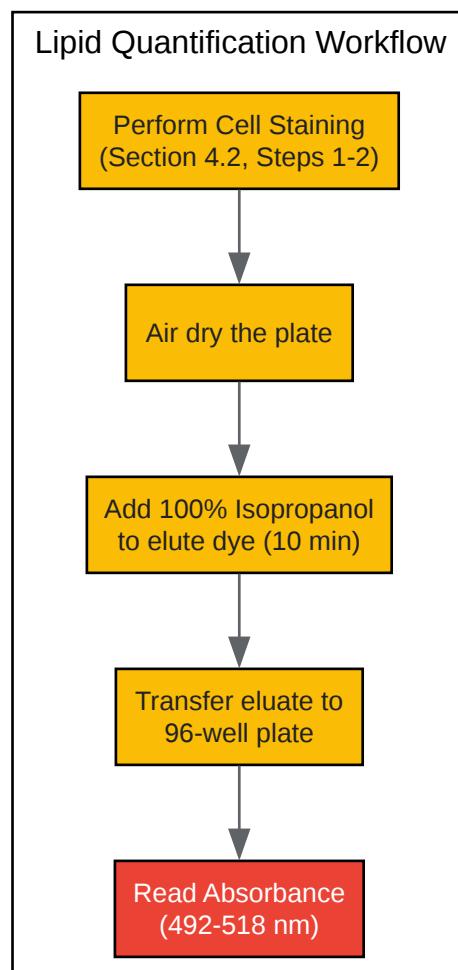 Lipid Quantification Workflow
Perform Cell Staining
(Section 4.2, Steps 1-2)
Air dry the plate
Add 100% Isopropanol
to elute dye (10 min)
Transfer eluate to
96-well plate
Read Absorbance
(492-518 nm)